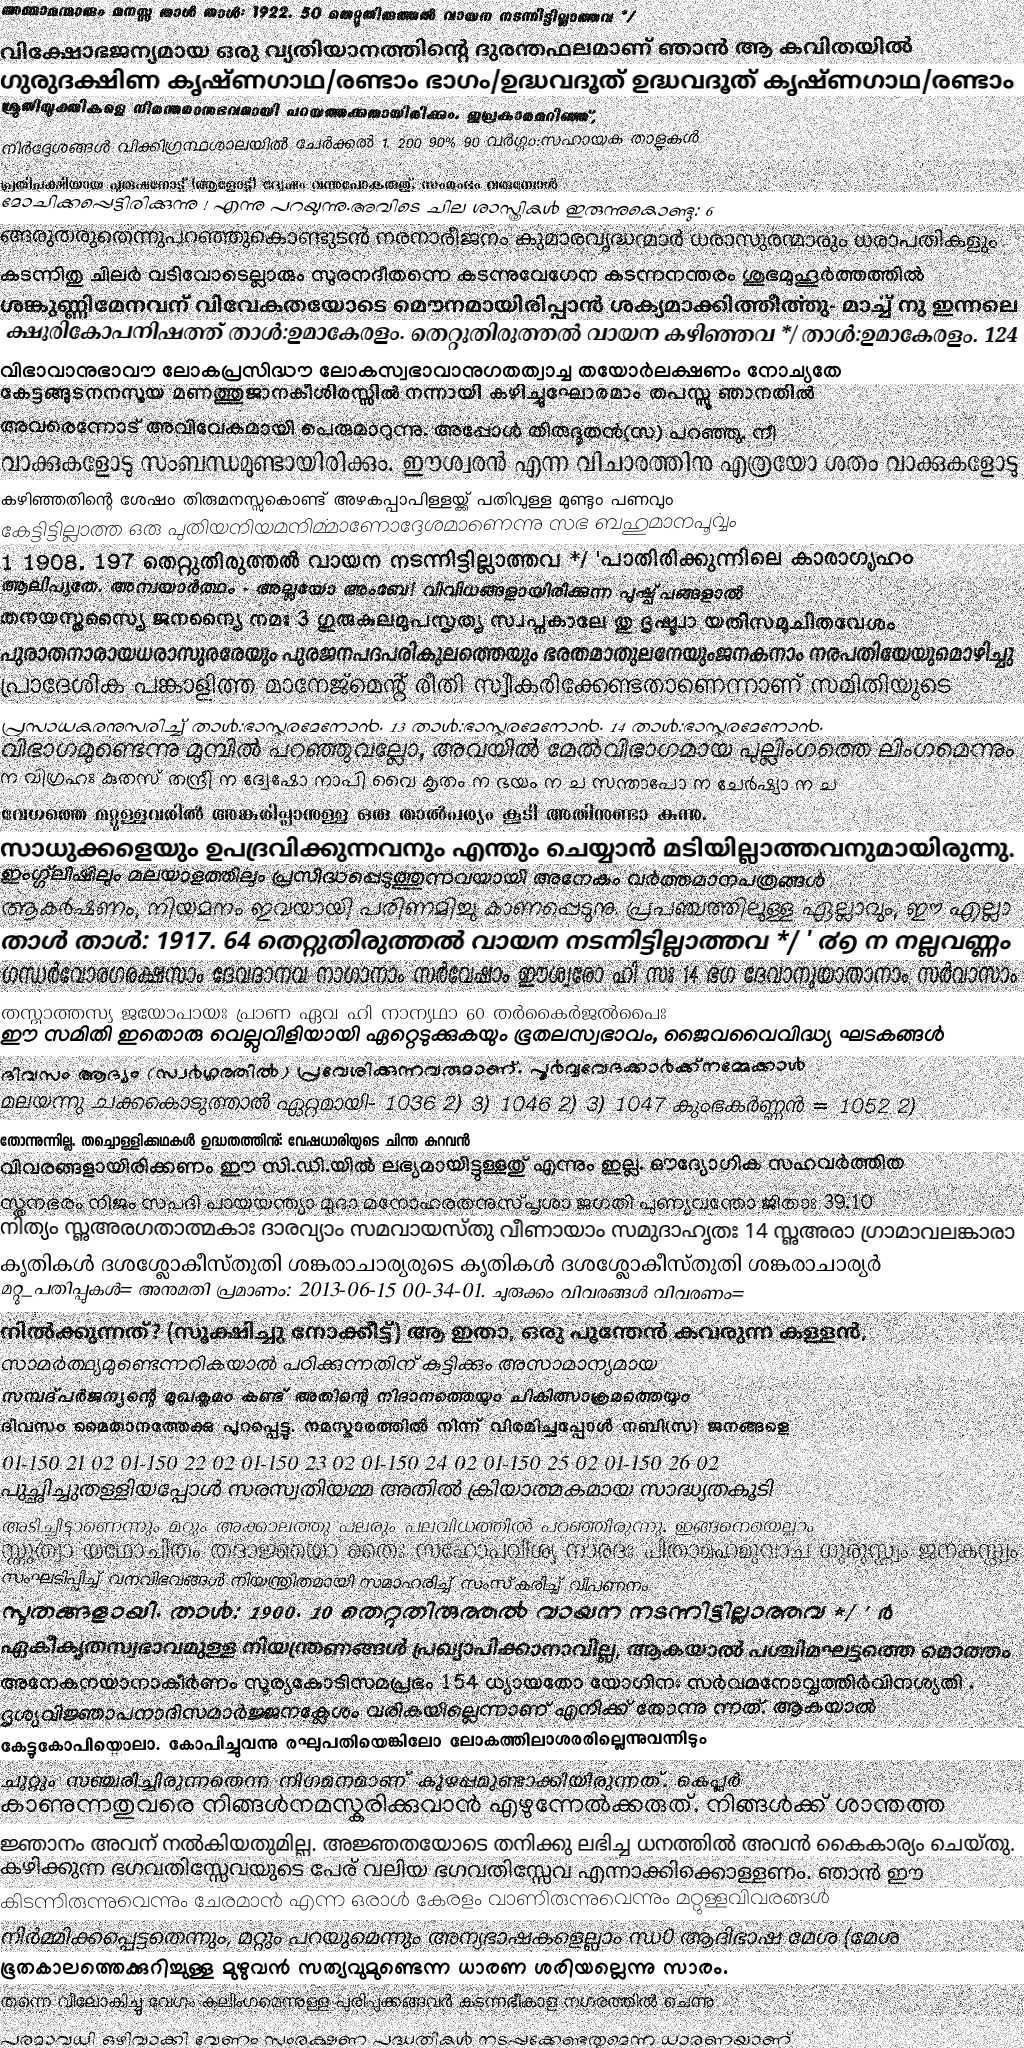 അമ്മാരന്മാരും മനസ്സ താൾ താൾ: 1922. 50 തെറ്റുതിരുത്തൽ വായന നടന്നിട്ടില്ലാത്തവ */
വിക്ഷോഭജന്യമായ ഒരു വ്യതിയാനത്തിന്റെ ദുരന്തഫലമാണ് ഞാൻ ആ കവിതയിൽ
ഗുരുദക്ഷിണ കൃഷ്ണഗാഥ/രണ്ടാം ഭാഗം/ഉദ്ധവദൂത് ഉദ്ധവദൂത് കൃഷ്ണഗാഥ/രണ്ടാം
ശ്രുതിയുക്തികളെ നിരന്തമാനുഭവമായി പറയത്തക്കതായിരിക്കും. ഇപ്രകാരമറിഞ്ഞ്,
നിർദ്ദേശങ്ങൾ വിക്കിഗ്രന്ഥശാലയിൽ ചേർക്കൽ 1. 200 90% 90 വർഗ്ഗം:സഹായക താളുകൾ
പ്രതിപക്തിയായ പുരുഷനോട് (ആളോട്) ദ്വേഷം വന്നുപോകരുത്. സംരംഭം വരുമ്പോൾ
മോചിക്കപ്പെട്ടിരിക്കുന്നു ! എന്നു പറയുന്നു.അവിടെ ചില ശാസ്ത്രികൾ ഇരുന്നുകൊണ്ടു: 6
ങ്ങരുതരുതെന്നുപറഞ്ഞുകൊണ്ടുടൻ നരനാരീജനം കുമാരവൃദ്ധന്മാർ ധരാസുരന്മാരും ധരാപതികളും
കടന്നിതു ചിലർ വടിവോടെല്ലാരും സുരനദീതന്നെ കടന്നുവേഗേന കടന്നനന്തരം ശുഭമുഹൂർത്തത്തിൽ
ശങ്കുണ്ണിമേനവന് വിവേകതയോടെ മൌനമായിരിപ്പാൻ ശക്യമാക്കിത്തീർത്തു- മാച്ച് നു ഇന്നലെ
ക്ഷുരികോപനിഷത്ത് താൾ:ഉമാകേരളം. തെറ്റുതിരുത്തൽ വായന കഴിഞ്ഞവ */ താൾ:ഉമാകേരളം. 124
വിഭാവാനുഭാവൗ ലോകപ്രസിദ്ധൗ ലോകസ്വഭാവാനുഗതത്വാച്ച തയോർലക്ഷണം നോച്യതേ
കേട്ടങ്ങുടനനസൂയ മണത്തുജാനകീശിരസ്സിൽ നന്നായി കഴിച്ചുഘോരമാം തപസ്സു ഞാനതിൽ
അവരെന്നോട് അവിവേകമായി പെരുമാറുന്നു. അപ്പോൾ തിരുദൂതൻ(സ) പറഞ്ഞു. നീ
വാക്കുകളോടു സംബന്ധമുണ്ടായിരിക്കും. ഈശ്വരൻ എന്ന വിചാരത്തിനു എത്രയോ ശതം വാക്കുകളോടു
കഴിഞ്ഞതിന്റെ ശേഷം തിരുമനസ്സുകൊണ്ട് അഴകപ്പാപിള്ളയ്ക്ക് പതിവുള്ള മുണ്ടും പണവും
കേട്ടിട്ടില്ലാത്ത ഒരു പുതിയനിയമനിർമ്മാണോദ്ദേശമാണെന്നു സഭ ബഹുമാനപൂർവ്വം
1 1908. 197 തെറ്റുതിരുത്തൽ വായന നടന്നിട്ടില്ലാത്തവ */ 'പാതിരിക്കുന്നിലെ കാരാഗൃഹം
ആലിപ്യതേ. അമ്പയാർത്ഥം - അല്ലയോ അംബേ! വിവിധങ്ങളായിരിക്കുന്ന പുഷ്പങ്ങളാൽ
തനയസ്തസ്യൈ ജനന്യൈ നമഃ 3 ഗുരുകുലമുപസൃത്യ സ്വപ്നകാലേ തു ദൃഷ്ട്വാ യതിസമുചിതവേശം
പുരാതനാരായധരാസുരരേയും പുരജനപദപരികുലത്തെയും ഭരതമാതുലനേയുംജനകനാം നരപതിയേയുമൊഴിച്ചു
പ്രാദേശിക പങ്കാളിത്ത മാനേജ്മെന്റ് രീതി സ്വീകരിക്കേണ്ടതാണെന്നാണ് സമിതിയുടെ
പ്രസാധകരനുസരിച്ച് താൾ:ഭാസ്കരമേനോൻ. 13 താൾ:ഭാസ്കരമേനോൻ. 14 താൾ:ഭാസ്കരമേനോൻ.
വിഭാഗമുണ്ടെന്നു മുമ്പിൽ പറഞ്ഞുവല്ലോ, അവയിൽ മേൽവിഭാഗമായ പുല്ലിംഗത്തെ ലിംഗമെന്നും
ന വിഗ്രഹഃ കുതസ് തന്ദ്രീ ന ദ്വേഷോ നാപി വൈ കൃതം ന ഭയം ന ച സന്താപോ ന ചേർഷ്യാ ന ച
വേഗത്തെ മറ്റുള്ളവരിൽ അങ്കുരിപ്പാനുള്ള ഒരു താൽപര്യം കൂടി അതിനുണ്ടാ കുന്നു.
സാധുക്കളെയും ഉപദ്രവിക്കുന്നവനും എന്തും ചെയ്യാൻ മടിയില്ലാത്തവനുമായിരുന്നു.
ഇംഗ്ലീഷിലും മലയാളത്തിലും പ്രസിദ്ധപ്പെടുത്തുന്നവയായി അനേകം വർത്തമാനപത്രങ്ങൾ
ആകർഷണം, നിയമനം ഇവയായി പരിണമിച്ചു കാണപ്പെടുന്നു. പ്രപഞ്ചത്തിലുള്ള എല്ലാവും, ഈ എല്ലാ
താൾ താൾ: 1917. 64 തെറ്റുതിരുത്തൽ വായന നടന്നിട്ടില്ലാത്തവ */ ' ൪൭ ന നല്ലവണ്ണം
ഗന്ധർവോരഗരക്ഷസാം ദേവദാനവ നാഗാനാം സർവേഷാം ഈശ്വരോ ഹി സഃ 14 ഭഗ ദേവാനുയാതാനാം സർവാസാം
തസ്മാത്തസ്യ ജയോപായഃ പ്രാണ ഏവ ഹി നാന്യഥാ 60 തർകൈർജൽപൈഃ
ഈ സമിതി ഇതൊരു വെല്ലുവിളിയായി ഏറ്റെടുക്കുകയും ഭൂതലസ്വഭാവം, ജൈവവൈവിദ്ധ്യ ഘടകങ്ങൾ
ദിവസം ആദ്യം (സ്വർഗ്ഗത്തിൽ) പ്രവേശിക്കുന്നവരുമാണ്. പൂർവ്വവേദക്കാർക്ക്നമ്മേക്കാൾ
മലയന്നു ചക്കകൊടുത്താൽ ഏറ്റമായി- 1036 2) 3) 1046 2) 3) 1047 കുംഭകർണ്ണൻ = 1052 2)
തോന്നുന്നില്ല. തച്ചൊള്ളിക്കഥകൾ ഉദ്ധതത്തിനു് വേഷധാരിയുടെ ചിന്ത കുറവൻ
വിവരങ്ങളായിരിക്കണം ഈ സി.ഡി.യിൽ ലഭ്യമായിട്ടുള്ളതു് എന്നും ഇല്ല. ഔദ്യോഗിക സഹവർത്തിത
സ്തനഭരം നിജം സപദി പായയന്ത്യാ മുദാ മനോഹരതനുസ്പൃശാ ജഗതി പുണ്യവന്തോ ജിതാഃ 39.10
നിത്യം സ്നുഅരഗതാത്മകാഃ ദാരവ്യാം സമവായസ്തു വീണായാം സമുദാഹൃതഃ 14 സ്നുഅരാ ഗ്രാമാവലങ്കാരാ
കൃതികൾ ദശശ്ലോകീസ്തുതി ശങ്കരാചാര്യരുടെ കൃതികൾ ദശശ്ലോകീസ്തുതി ശങ്കരാചാര്യർ
മറ്റു_പതിപ്പുകൾ= അനുമതി പ്രമാണം: 2013-06-15 00-34-01. ചുരുക്കം വിവരങ്ങൾ വിവരണം=
നിൽക്കുന്നത്? (സൂക്ഷിച്ചു നോക്കീട്ട്) ആ ഇതാ, ഒരു പൂന്തേൻ കവരുന്ന കള്ളൻ,
സാമർത്ഥ്യമുണ്ടെന്നറികയാൽ പഠിക്കുന്നതിന് കുട്ടിക്കും അസാമാന്യമായ
സമ്പദ്പർജന്യന്റെ മുഖക്ലമം കണ്ട് അതിന്റെ നിദാനത്തെയും ചികിത്സാക്രമത്തെയും
ദിവസം മൈതാനത്തേക്കു പുറപ്പെട്ടു. നമസ്കാരത്തിൽ നിന്ന് വിരമിച്ചപ്പോൾ നബി(സ) ജനങ്ങളെ
01-150 21 02 01-150 22 02 01-150 23 02 01-150 24 02 01-150 25 02 01-150 26 02
പുച്ഛിച്ചുതള്ളിയപ്പോൾ സരസ്വതിയമ്മ അതിൽ ക്രിയാത്മകമായ സാദ്ധ്യതകൂടി
അടിച്ചിട്ടാണെന്നും മറ്റും അക്കാലത്തു പലരും പലവിധത്തിൽ പറഞ്ഞിരുന്നു. ഇങ്ങനെയെല്ലാം
സ്നുത്വാ യഥോചിതം തദാജ്ഞയാ തൈഃ സഹോപവിശ്യ നാരദഃ പിതാമഹമുവാച ഗുരുസ്ത്വം ജനകസ്ത്വം
സംഘടിപ്പിച്ച് വനവിഭവങ്ങൾ നിയന്ത്രിതമായി സമാഹരിച്ച് സംസ്കരിച്ച് വിപണനം
സൂതങ്ങളായി. താൾ: 1900. 10 തെറ്റുതിരുത്തൽ വായന നടന്നിട്ടില്ലാത്തവ */ ' ർ
ഏകീകൃതസ്വഭാവമുള്ള നിയന്ത്രണങ്ങൾ പ്രഖ്യാപിക്കാനാവില്ല, ആകയാൽ പശ്ചിമഘട്ടത്തെ മൊത്തം
അനേകനയാനാകീർണം സൂര്യകോടിസമപ്രഭം 154 ധ്യായതോ യോഗിനഃ സർവമനോവൃത്തിർവിനശ്യതി .
ദൃശ്യവിജ്ഞാപനാദിസമാർജ്ജനക്ലേശം വരികയില്ലെന്നാണ് എനിക്ക് തോന്നു ന്നത്. ആകയാൽ
കേട്ടുകോപിയ്ക്കൊലാ. കോപിച്ചുവന്നു രഘുപതിയെങ്കിലോ ലോകത്തിലാശരരില്ലെന്നുവന്നിടും
ചുറ്റും സഞ്ചരിച്ചിരുന്നതെന്ന നിഗമനമാണ് കുഴപ്പമുണ്ടാക്കിയിരുന്നത്. കെപ്ലർ
കാണുന്നതുവരെ നിങ്ങൾനമസ്കരിക്കുവാൻ എഴുന്നേൽക്കരുത്. നിങ്ങൾക്ക് ശാന്തത്ത
ജ്ഞാനം അവന് നൽകിയതുമില്ല. അജ്ഞതയോടെ തനിക്കു ലഭിച്ച ധനത്തിൽ അവൻ കൈകാര്യം ചെയ്തു.
കഴിക്കുന്ന ഭഗവതിസ്സേവയുടെ പേര് വലിയ ഭഗവതിസ്സേവ എന്നാക്കിക്കൊള്ളണം. ഞാൻ ഈ
കിടന്നിരുന്നുവെന്നും ചേരമാൻ എന്ന ഒരാൾ കേരളം വാണിരുന്നുവെന്നും മറ്റുള്ളവിവരങ്ങൾ
നിർമ്മിക്കപ്പെട്ടതെന്നും, മറ്റും പറയുമെന്നും അന്യഭാഷകളെല്ലാം ന്ധ0 ആദിഭാഷ മേശ (മേശ
ഭൂതകാലത്തെക്കുറിച്ചുള്ള മുഴുവൻ സത്യവുമുണ്ടെന്ന ധാരണ ശരിയല്ലെന്നു സാരം.
തന്നെ വിലോകിച്ചു വേഗം കലിംഗമെന്നുള്ള പുരിപുക്കങ്ങവർ കടന്നഭീകാള നഗരത്തിൽ ചെന്നു
പരമാവധി ഒഴിവാക്കി വേണം സംരക്ഷണ പദ്ധതികൾ നടപ്പക്കേണ്ടതുമെന്ന ധാരണയാണ്